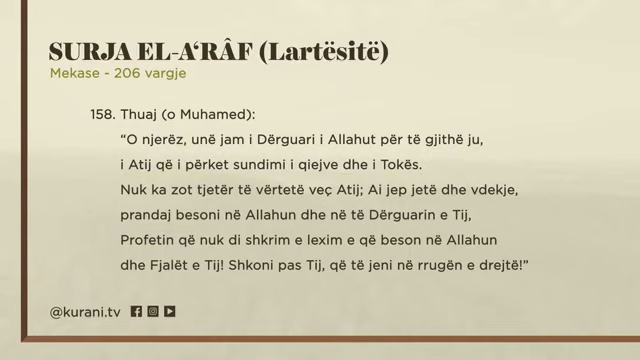 SURJA EL-A‘RÂF (Lartësitë)
Mekase - 206 vargje
158. Thuaj (o Muhamed):
“O njerëz, unë jam i Dërguari i Allahut për të gjithë ju,
i Atij që i përket sundimi i qiejve dhe i Tokës.
Nuk ka zot tjetër të vërtetë veç Atij; Ai jep jetë dhe vdekje,
prandaj besoni në Allahun dhe në të Dërguarin e Tij,
Profetin që nuk di shkrim e lexim e që beson në Allahun
dhe Fjalët e Tij! Shkoni pas Tij, që të jeni në rrugën e drejtë!”
@kurani.tv